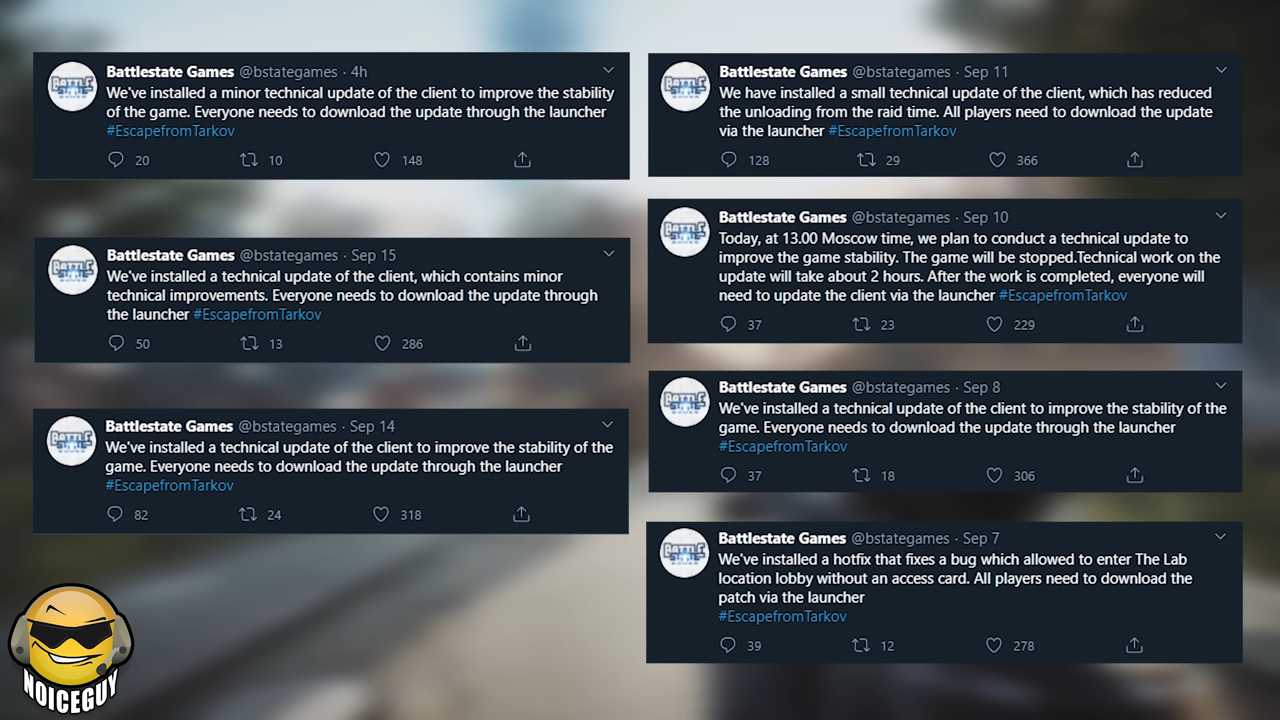 Battlestate Games @bstategames · 4h
We've installed a minor technical update of the client to improve the stability
of the game. Everyone needs to download the update through the launcher
#EscapefromTarkov
20 10 148
Battlestate Games @bstategames · Sep 15
We've installed a technical update of the client, which contains minor
technical improvements. Everyone needs to download the update through
the launcher #EscapefromTarkov
50 13 286
Battlestate Games @bstategames · Sep 14
We've installed a technical update of the client to improve the stability of the
game. Everyone needs to download the update through the launcher
#EscapefromTarkov
82 24 318
Battlestate Games @bstategames · Sep 11
We have installed a small technical update of the client, which has reduced
the unloading from the raid time. All players need to download the update
via the launcher #EscapefromTarkov
128 29 366
Battlestate Games @bstategames · Sep 10
Today, at 13.00 Moscow time, we plan to conduct a technical update to
improve the game stability. The game will be stopped.Technical work on the
update will take about 2 hours. After the work is completed, everyone will
need to update the client via the launcher #EscapefromTarkov
37 23 229
Battlestate Games @bstategames · Sep 8
We've installed a technical update of the client to improve the stability of the
game. Everyone needs to download the update through the launcher
#EscapefromTarkov
37 18 306
Battlestate Games @bstategames · Sep 7
We've installed a hotfix that fixes a bug which allowed to enter The Lab
location lobby without an access card. All players need to download the
patch via the launcher
#EscapefromTarkov
39 12 278
NOICEGUY